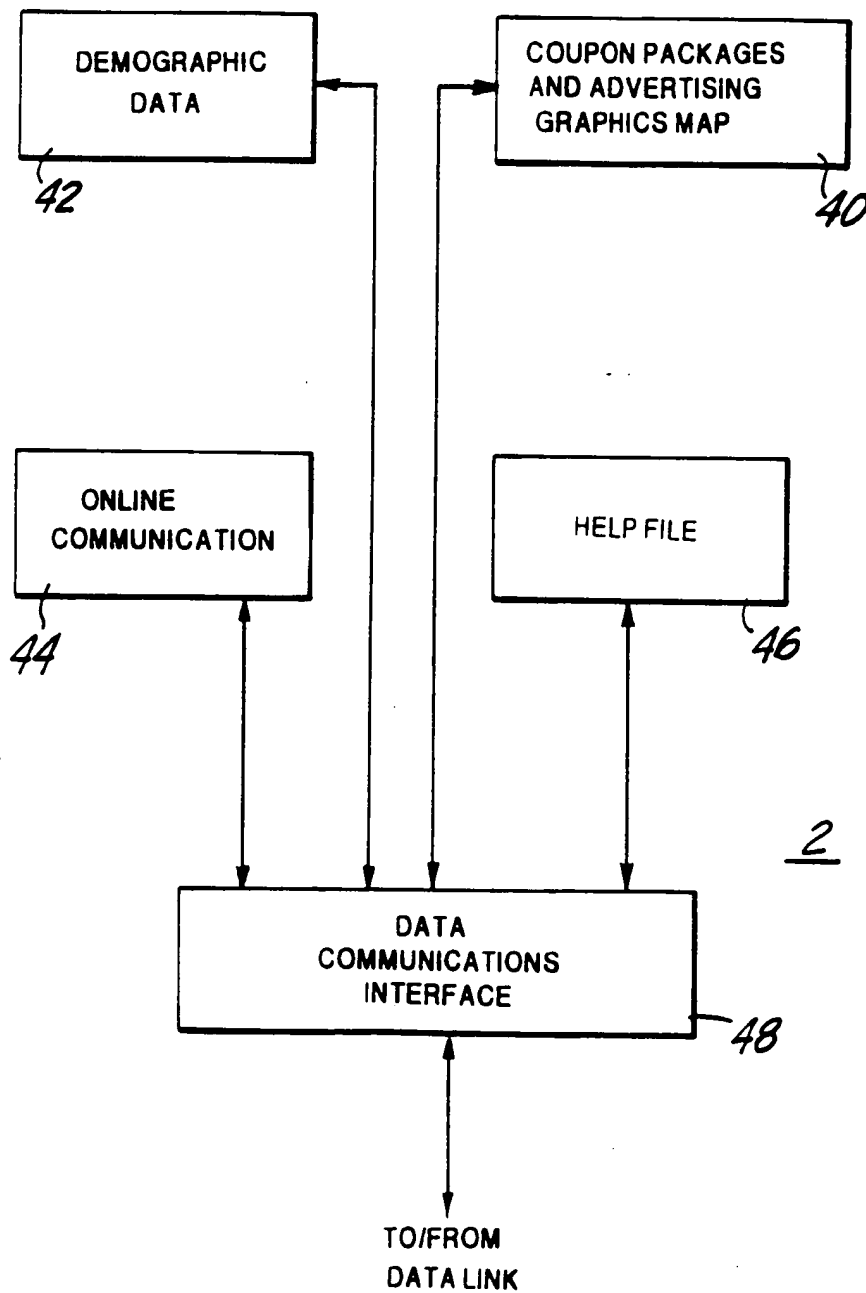 DEMOGRAPHIC
DATA
42
COUPON PACKAGES
AND ADVERTISING
GRAPHICS MAP
40
ONLINE
COMMUNICATION
44
HELP FILE
46
2
DATA
COMMUNICATIONS
INTERFACE
48
TO/FROM
DATA LINK